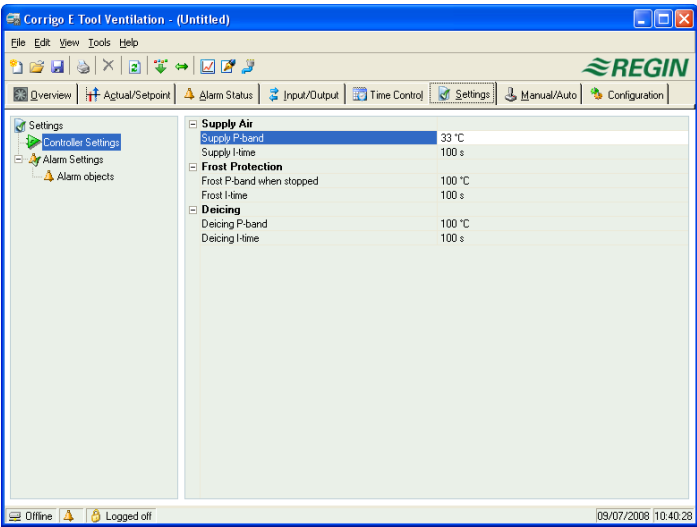 Corrigo E Tool Ventilation - (Untitled)
File Edit View Tools Help
REGIN
Overview Actual/Setpoint Alarm Status Input/Output Time Control Settings Manual/Auto Configuration
Settings
Controller Settings
Alarm Settings
Alarm objects
Supply Air
Supply P-band 33 °C
Supply I-time 100 s
Frost Protection
Frost P-band when stopped 100 °C
Frost I-time 100 s
Deicing
Deicing P-band 100 °C
Deicing I-time 100 s
Offline Logged off 09/07/2008 10:40:28